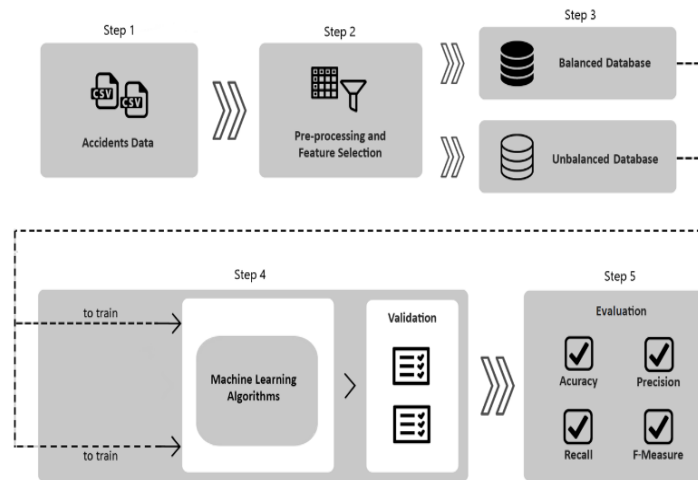 Step 1
Step 2
Step 3
CSV
CSV
Accidents Data
Pre-processing and
Feature Selection
Balanced Database
Unbalanced Database
Step 4
Step 5
to train
to train
Machine Learning
Algorithms
Validation
Evaluation
Acuracy
Precision
Recall
F-Measure